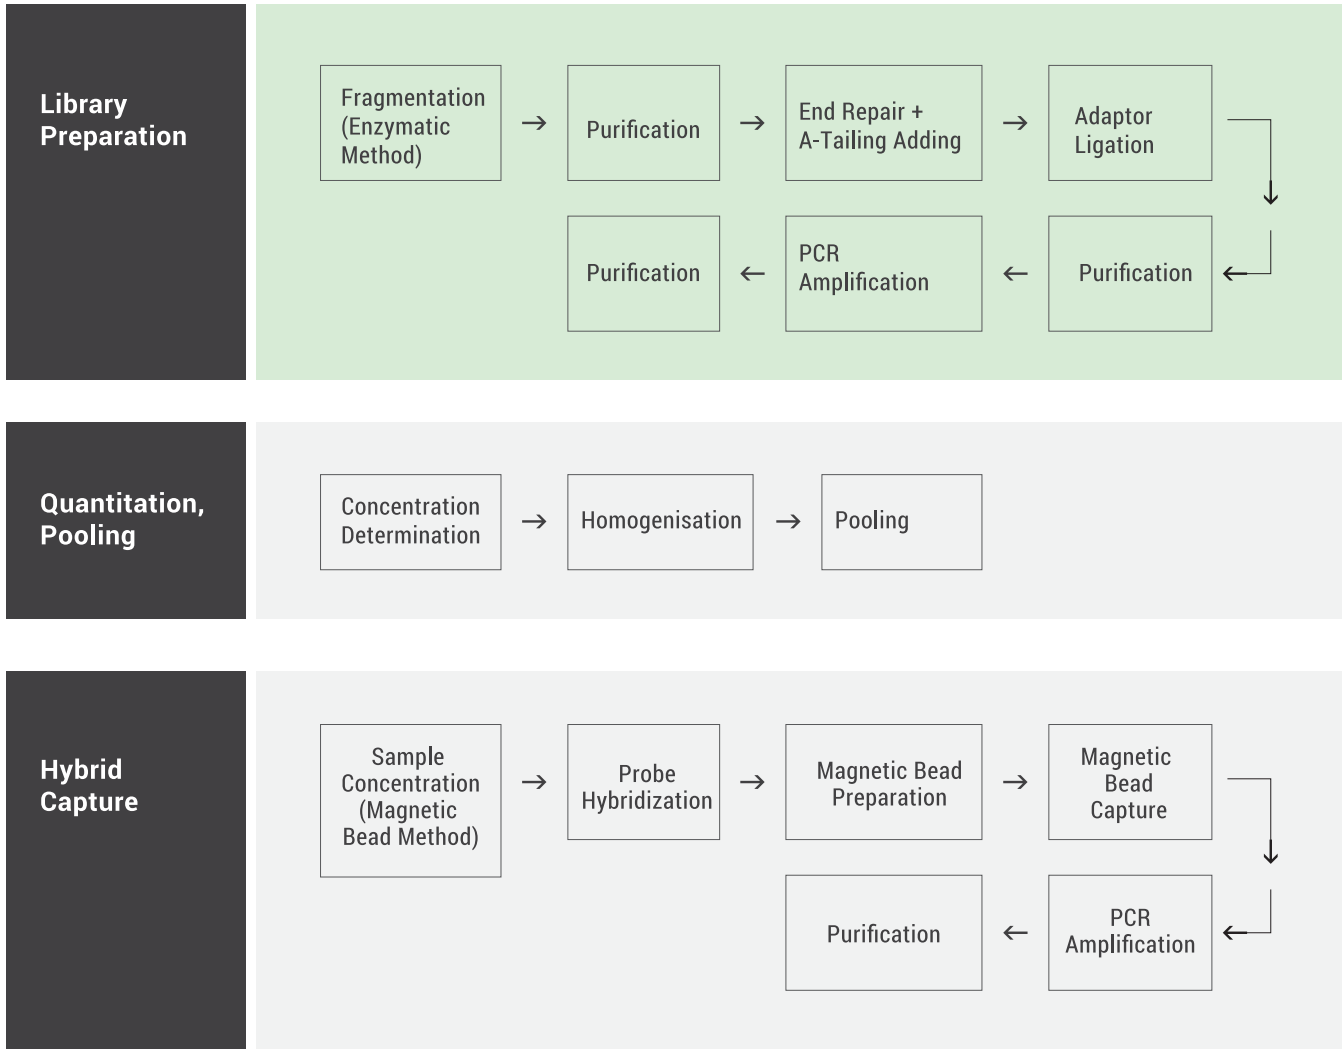 Library
Preparation
Fragmentation
(Enzymatic
Method)
Purification
End Repair +
A-Tailing Adding
Adaptor
Ligation
Purification
PCR
Amplification
Purification
Quantitation,
Pooling
Concentration
Determination
Homogenisation
Pooling
Hybrid
Capture
Sample
Concentration
(Magnetic
Bead Method)
Probe
Hybridization
Magnetic Bead
Preparation
Magnetic
Bead
Capture
PCR
Amplification
Purification